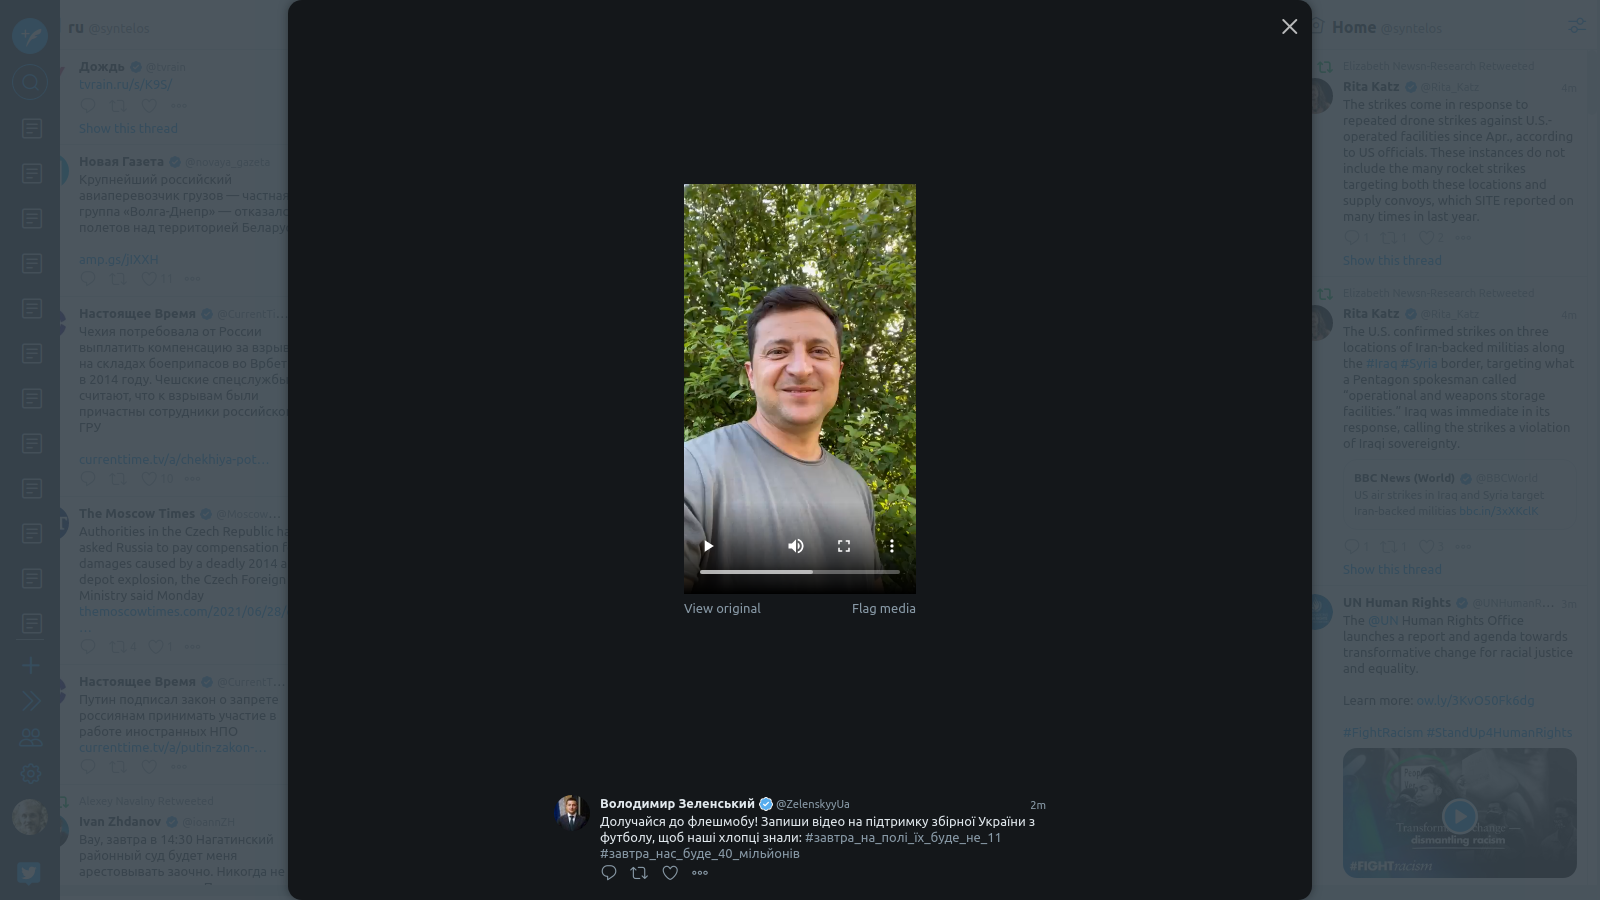 ru @syntelos
Дождь @tvrain
tvrain.ru/s/K95/
Show this thread
Новая Газета @novaya_gazeta
Крупнейший российский
авиаперевозчик грузов — частная
группа «Волга-Днепр» — отказалс
полетов над территорией Беларус
amp.gs/jIXXH
11
Настоящее Время @CurrentTi...
Чехия потребовала от России
выплатить компенсацию за взрыв
на складах боеприпасов во Врбет
в 2014 году. Чешские спецслужбы
считают, что к взрывам были
причастны сотрудники российско
ГРУ
currenttime.tv/a/chekhiya-pot...
10
The Moscow Times @Moscow...
Authorities in the Czech Republic ha
asked Russia to pay compensation f
damages caused by a deadly 2014 a
depot explosion, the Czech Foreign
Ministry said Monday
themoscowtimes.com/2021/06/28/
...
4 1
Настоящее Время @CurrentT...
Путин подписал закон о запрете
россиянам принимать участие в
работе иностранных НПО
currenttime.tv/a/putin-zakon-...
Alexey Navalny Retweeted
Ivan Zhdanov
Вау, завтра в 14:30 Нагатинский
районный суд будет меня
арестовывать заочно. Никогда не
View original
Flag media
Володимир Зеленський @ZelenskyyUa 2m
Долучайся до флешмобу! Запиши відео на підтримку збірної України з
футболу, щоб наші хлопці знали: #завтра_на_полі_їх_буде_не_11
#завтра_нас_буде_40_мільйонів
Home @syntelos
Elizabeth Newsn-Research Retweeted
Rita Katz @Rita_Katz 4m
The strikes come in response to
repeated drone strikes against U.S.-
operated facilities since Apr., according
to US officials. These instances do not
include the many rocket strikes
targeting both these locations and
supply convoys, which SITE reported on
many times in last year.
1 1 2
Show this thread
Elizabeth Newsn-Research Retweeted
Rita Katz @Rita_Katz 4m
The U.S. confirmed strikes on three
locations of Iran-backed militias along
the #Iraq #Syria border, targeting what
a Pentagon spokesman called
"operational and weapons storage
facilities." Iraq was immediate in its
response, calling the strikes a violation
of Iraqi sovereignty.
BBC News (World) @BBCWorld
US air strikes in Iraq and Syria target
Iran-backed militias bbc.in/3xXKclK
1 1 3
Show this thread
UN Human Rights @UNHumanR... 3m
The @UN Human Rights Office
launches a report and agenda towards
transformative change for racial justice
and equality.
Learn more: ow.ly/3KvO50Fk6dg
#FightRacism #StandUp4HumanRights
dismantling racism
#FIGHTracism